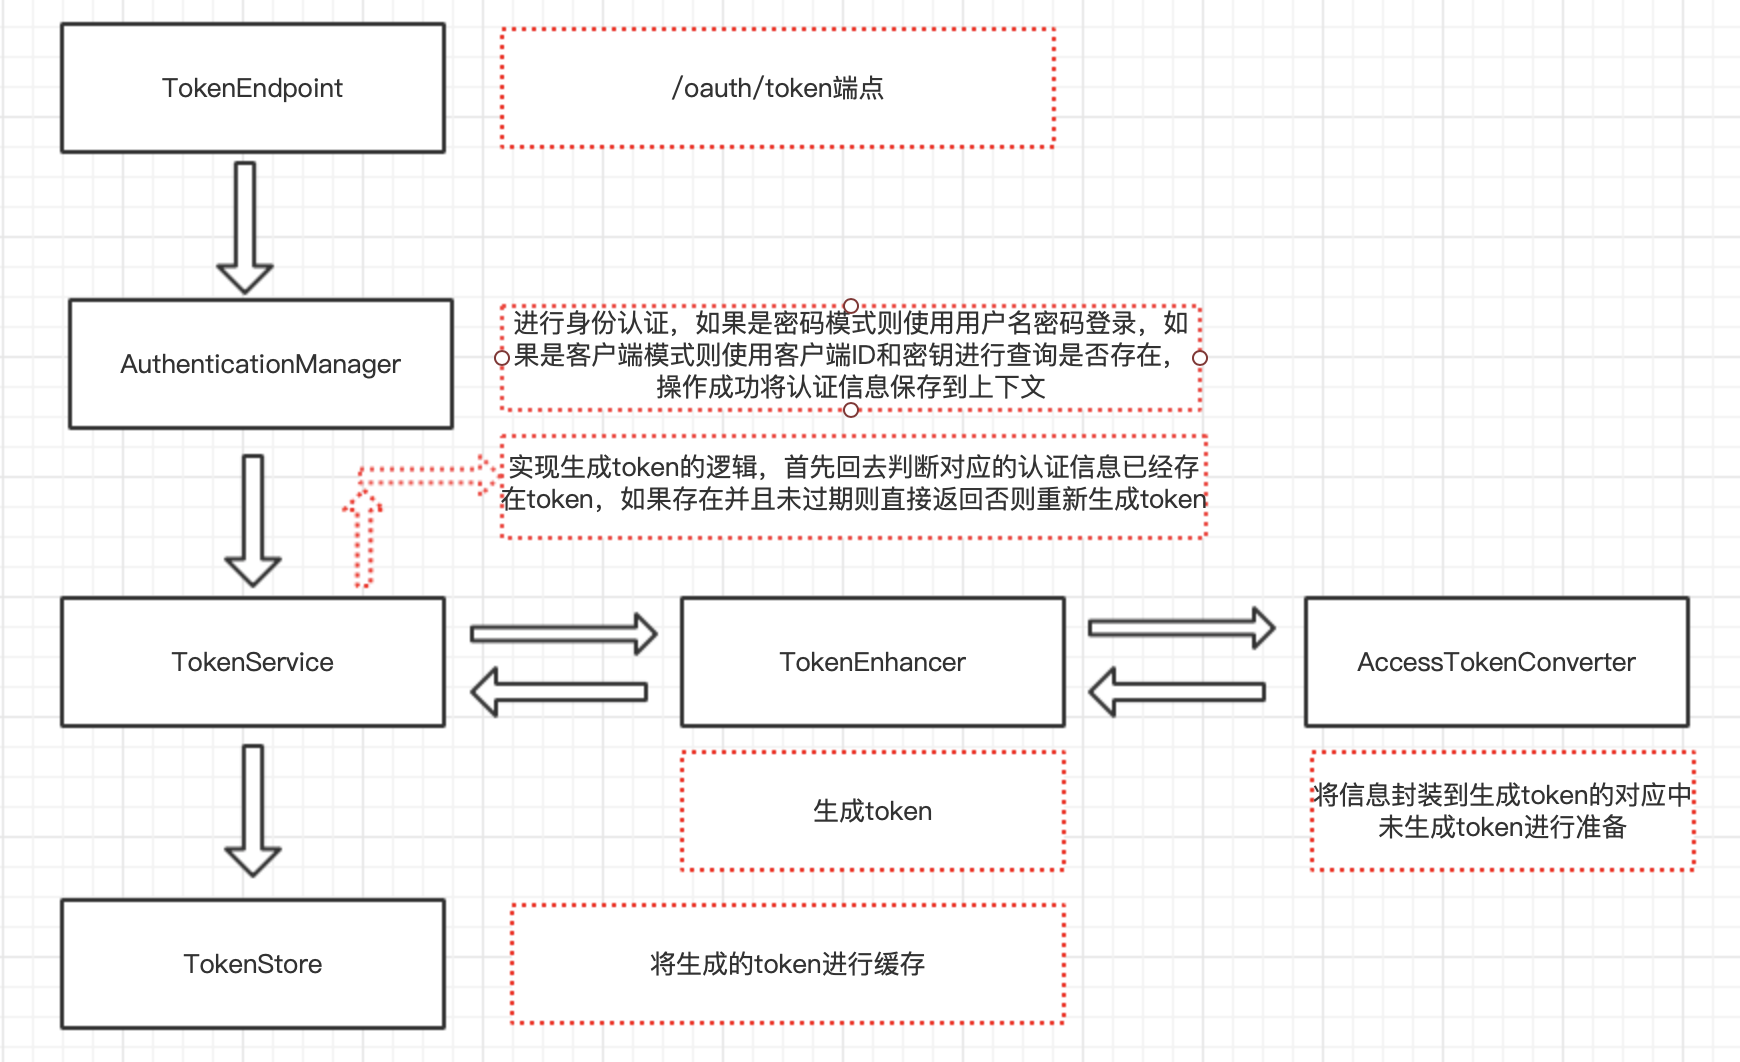 TokenEndpoint
/oauth/token端点
AuthenticationManager
进行身份认证，如果是密码模式则使用用户名密码登录，如
果是客户端模式则使用客户端ID和密钥进行查询是否存在，
操作成功将认证信息保存到上下文
实现生成token的逻辑，首先回去判断对应的认证信息已经存
在token，如果存在并且未过期则直接返回否则重新生成token
TokenService
TokenEnhancer
AccessTokenConverter
生成token
将信息封装到生成token的对应中
未生成token进行准备
TokenStore
将生成的token进行缓存